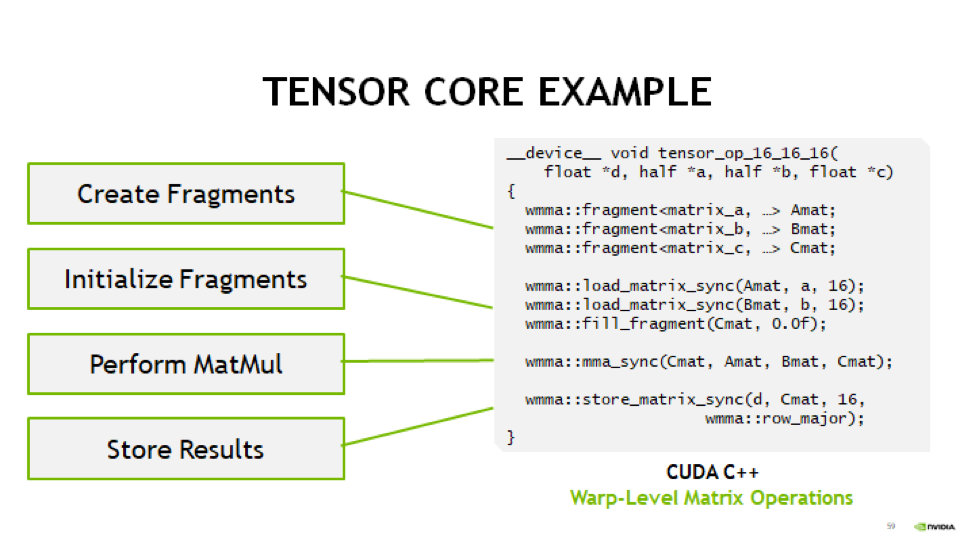 TENSOR CORE EXAMPLE
Create Fragments
Initialize Fragments
Perform MatMul
Store Results
__device__ void tensor_op_16_16_16(
float *d, half *a, half *b, float *c)
{
wmma::fragment<matrix_a, …> Amat;
wmma::fragment<matrix_b, …> Bmat;
wmma::fragment<matrix_c, …> Cmat;
wmma::load_matrix_sync(Amat, a, 16);
wmma::load_matrix_sync(Bmat, b, 16);
wmma::fill_fragment(Cmat, 0.0f);
wmma::mma_sync(Cmat, Amat, Bmat, Cmat);
wmma::store_matrix_sync(d, Cmat, 16,
wmma::row_major);
}
CUDA C++
Warp-Level Matrix Operations
59
NVIDIA.